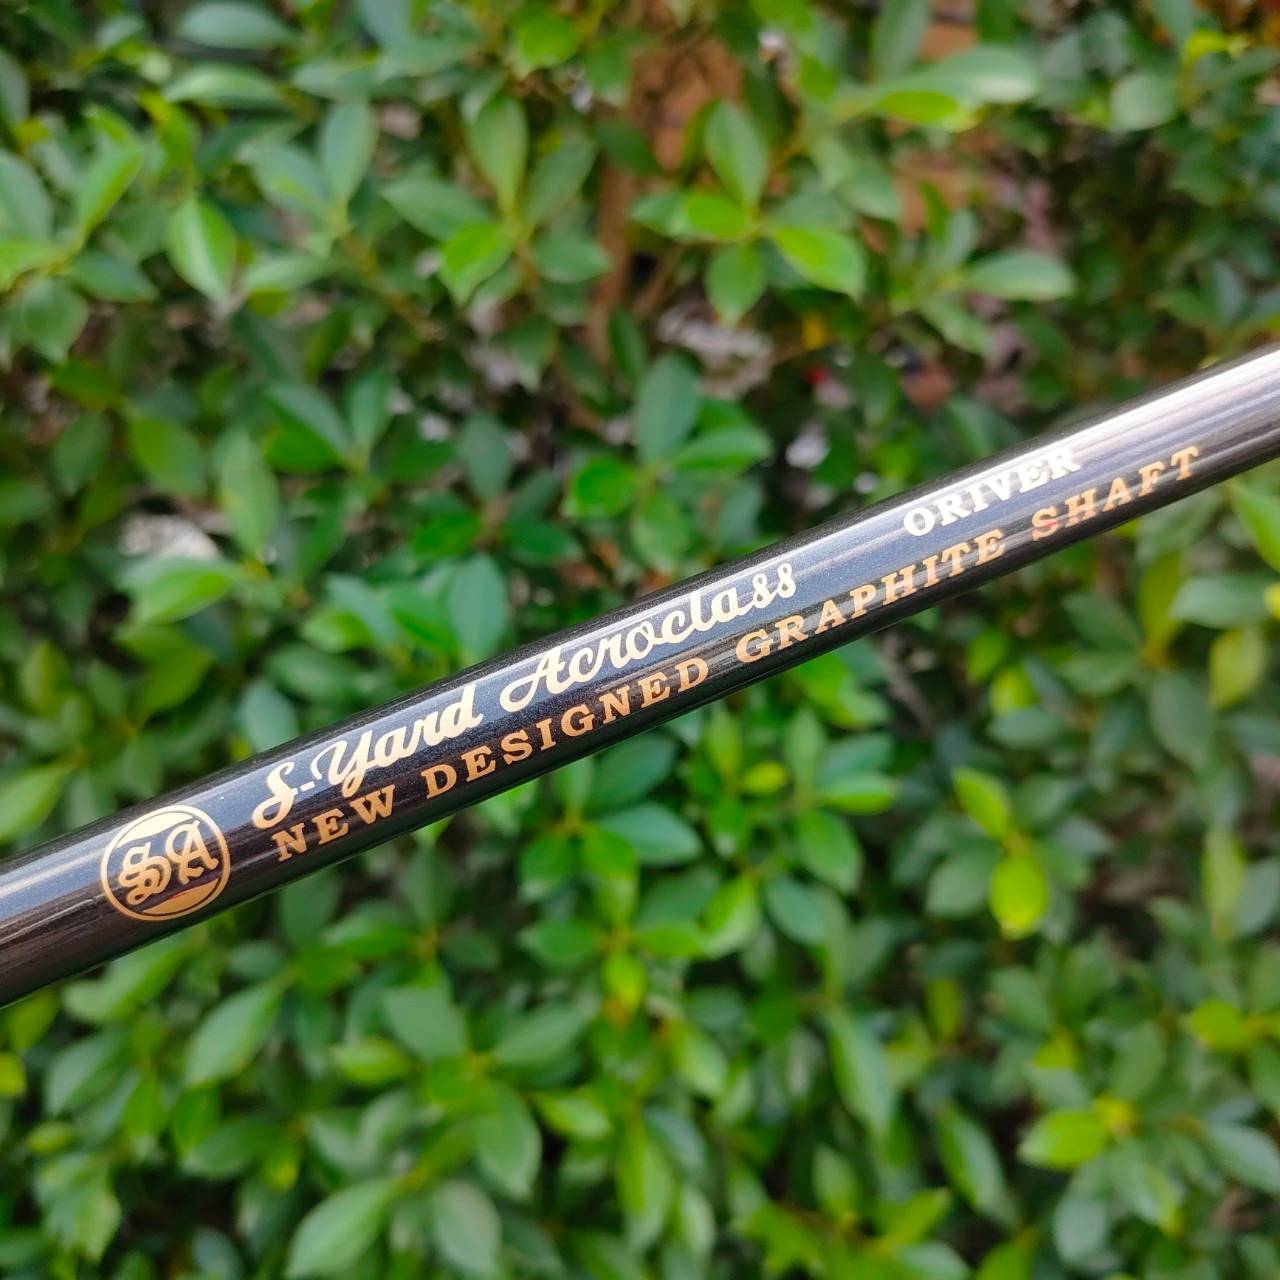 SA
S-Yard Acroclass
ORIVER
NEW DESIGNED GRAPHITE SHAFT